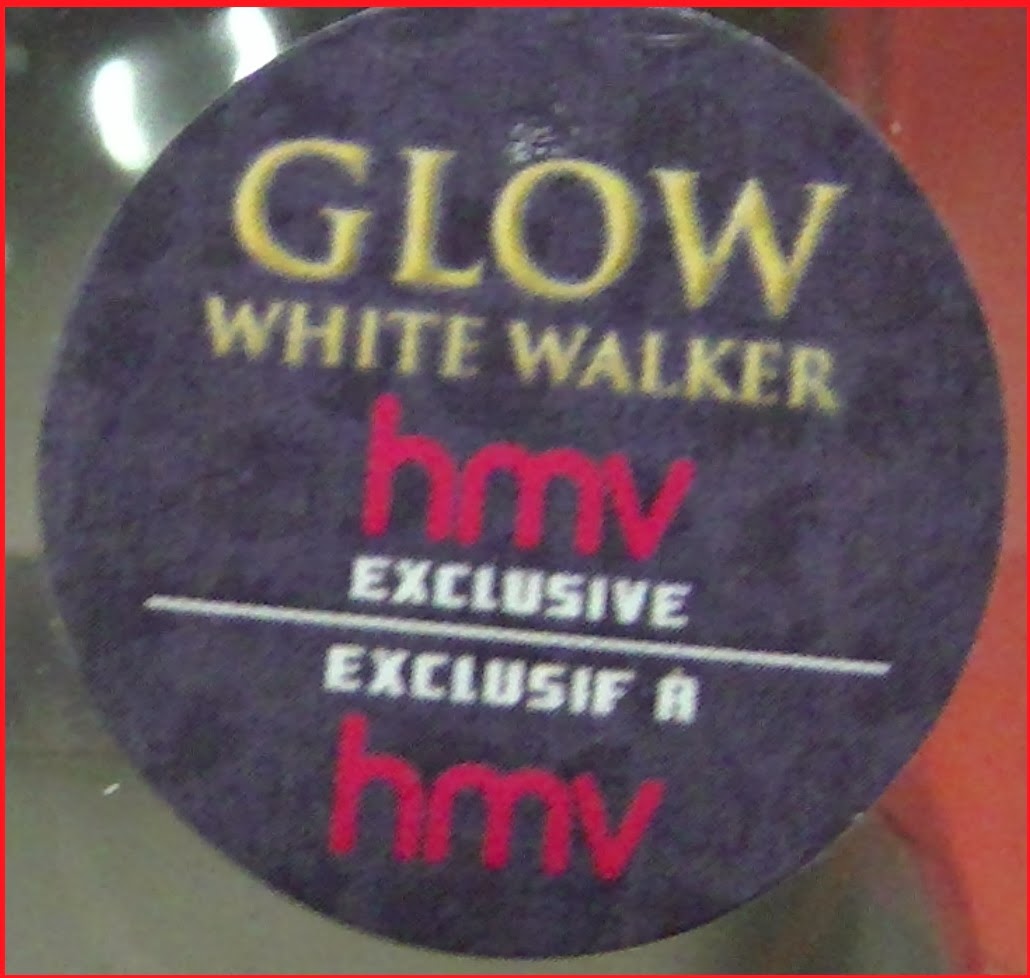 GLOW
WHITE WALKER
hmv
EXCLUSIVE
EXCLUSIF À
hmv